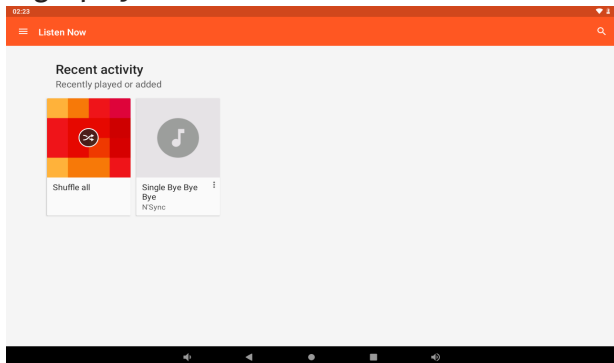 02:23
Listen Now
Recent activity
Recently played or added
Shuffle all
Single Bye Bye
Bye
N'Sync